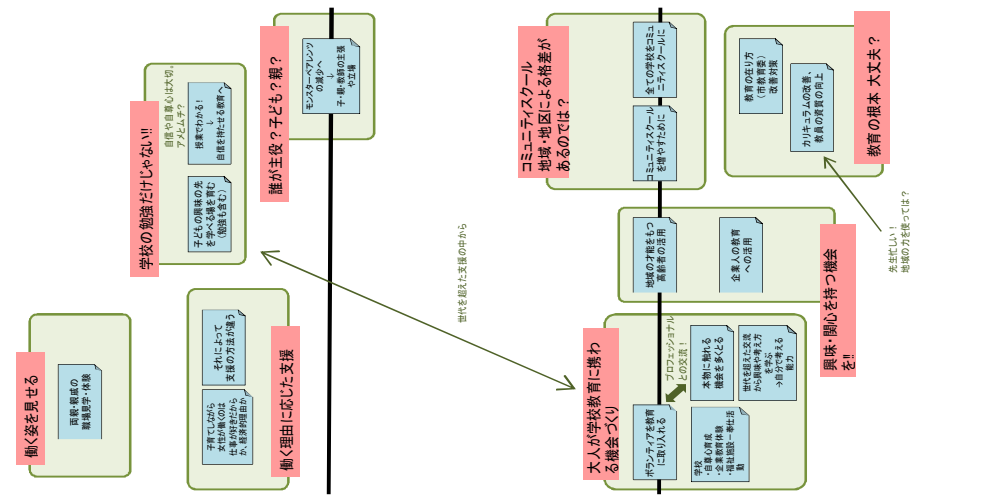 働く姿を見せる
両親・親戚の
職場見学・体験
学校の勉強だけじゃない!!
自信や自尊心は大切。
アメとムチ？
授業でわかる！
↓
自信を持たせる教育へ
子どもの興味の先
を学べる場を育む
（勉強も含む）
働く理由に応じた支援
それによって
支援の方法が違う
子育てしながら
女性が働くのは
仕事が好きだから
か、経済的理由か
誰が主役？子ども？親？
モンスターペアレンツ
の減少へ
↓
子・親・教師の主張
や立場
世代を超えた支援の中から
コミュニティスクール
地域・地区による格差が
あるのでは？
全ての学校をコミュ
ニティスクールに
コミュニティスクール
を増やすために
教育の根本 大丈夫？
教育の在り方
（市教育委）
改善対策
カリキュラムの改善、
教員の資質の向上
先生忙しい！
地域の力を使っては？
興味・関心を持つ機会
を!!
地域の才能をもつ
高齢者の活用
企業人の教育
への活用
大人が学校教育に携わ
る機会づくり
ボランティアを教育
に取り入れる
プロフェッショナル
との交流！
本物に触れる
機会を多くとる
世代を超えた交流
から興味や考え方
を学ぶ
→自分で考える
能力
学校
・自尊心育成
・企業教育体験
・福祉施設－奉仕活
動